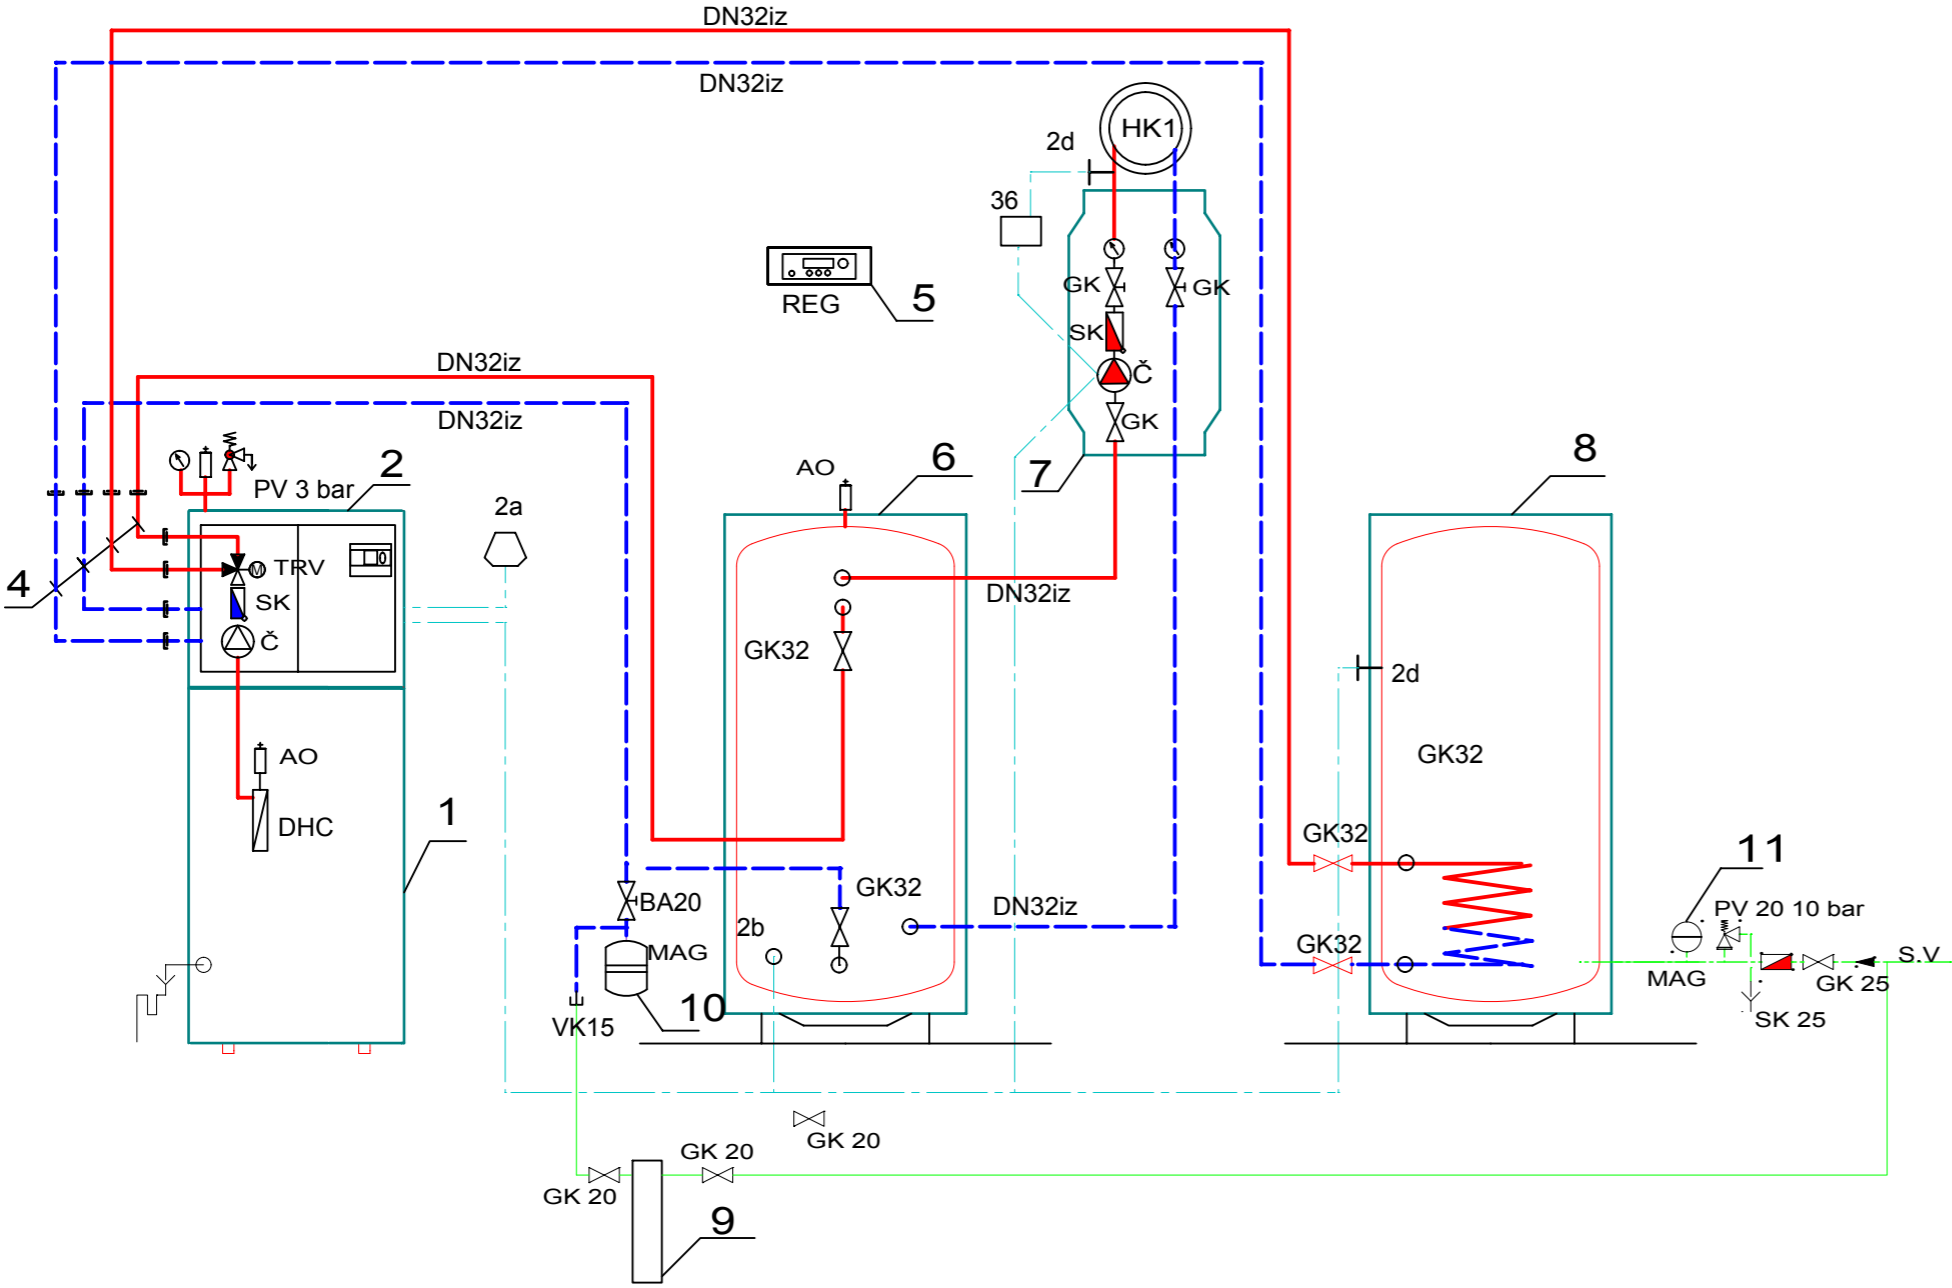 DN32iz
DN32iz
HK1
2d
36
GK
GK
REG
5
SK
DN32iz
Č
DN32iz
GK
2
6
7
8
AO
PV 3 bar
2a
4
TRV
M
SK
DN32iz
Č
GK32
2d
AO
GK32
1
DHC
GK32
11
GK32
BA20
DN32iz
PV 20 10 bar
2b
MAG
GK32
S.V
MAG
GK 25
10
VK15
SK 25
GK 20
GK 20
GK 20
9